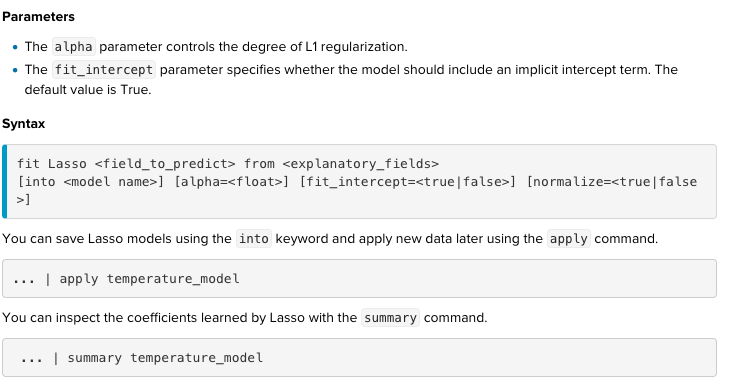 Parameters
• The alpha parameter controls the degree of L1 regularization.
• The fit_intercept parameter specifies whether the model should include an implicit intercept term. The
default value is True.
Syntax
fit Lasso <field_to_predict> from <explanatory_fields>
[into <model name>] [alpha=<float>] [fit_intercept=<true|false>] [normalize=<true|false
>]
You can save Lasso models using the into keyword and apply new data later using the apply command.
... | apply temperature_model
You can inspect the coefficients learned by Lasso with the summary command.
... | summary temperature_model